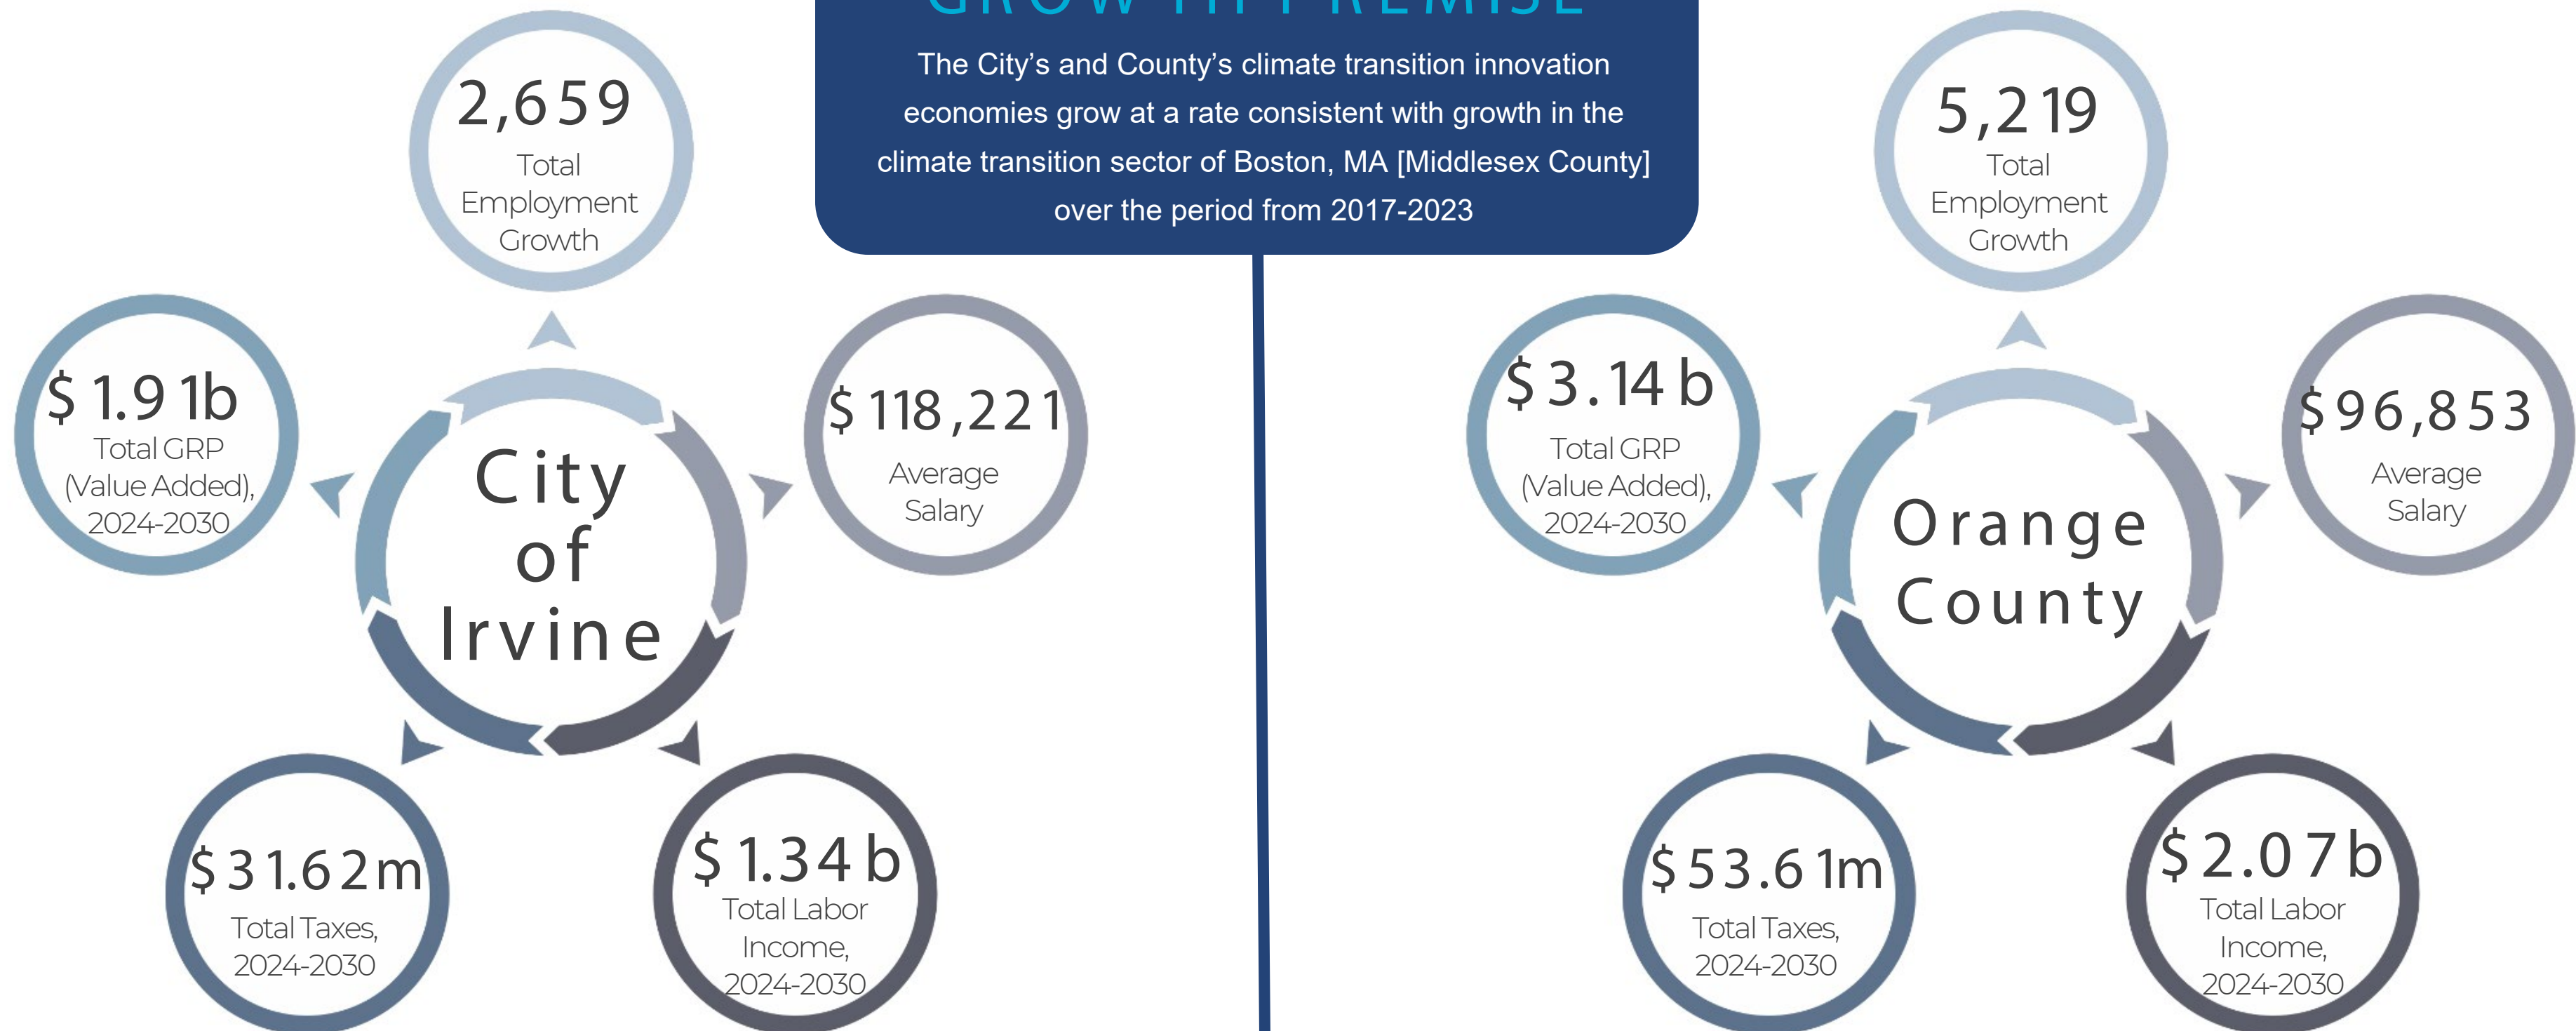 GROWTH PREMISE
The City’s and County’s climate transition innovation
economies grow at a rate consistent with growth in the
climate transition sector of Boston, MA [Middlesex County]
over the period from 2017-2023
City
of
Irvine
2,659
Total
Employment
Growth
$118,221
Average
Salary
$1.34b
Total Labor
Income,
2024-2030
$31.62m
Total Taxes,
2024-2030
$1.91b
Total GRP
(Value Added),
2024-2030
Orange
County
5,219
Total
Employment
Growth
$96,853
Average
Salary
$2.07b
Total Labor
Income,
2024-2030
$53.61m
Total Taxes,
2024-2030
$3.14b
Total GRP
(Value Added),
2024-2030